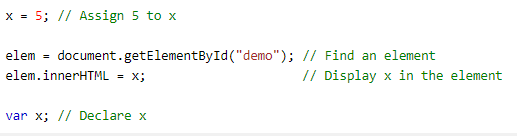 x = 5; // Assign 5 to x
elem = document.getElementById("demo"); // Find an element
elem.innerHTML = x;                     // Display x in the element
var x; // Declare x